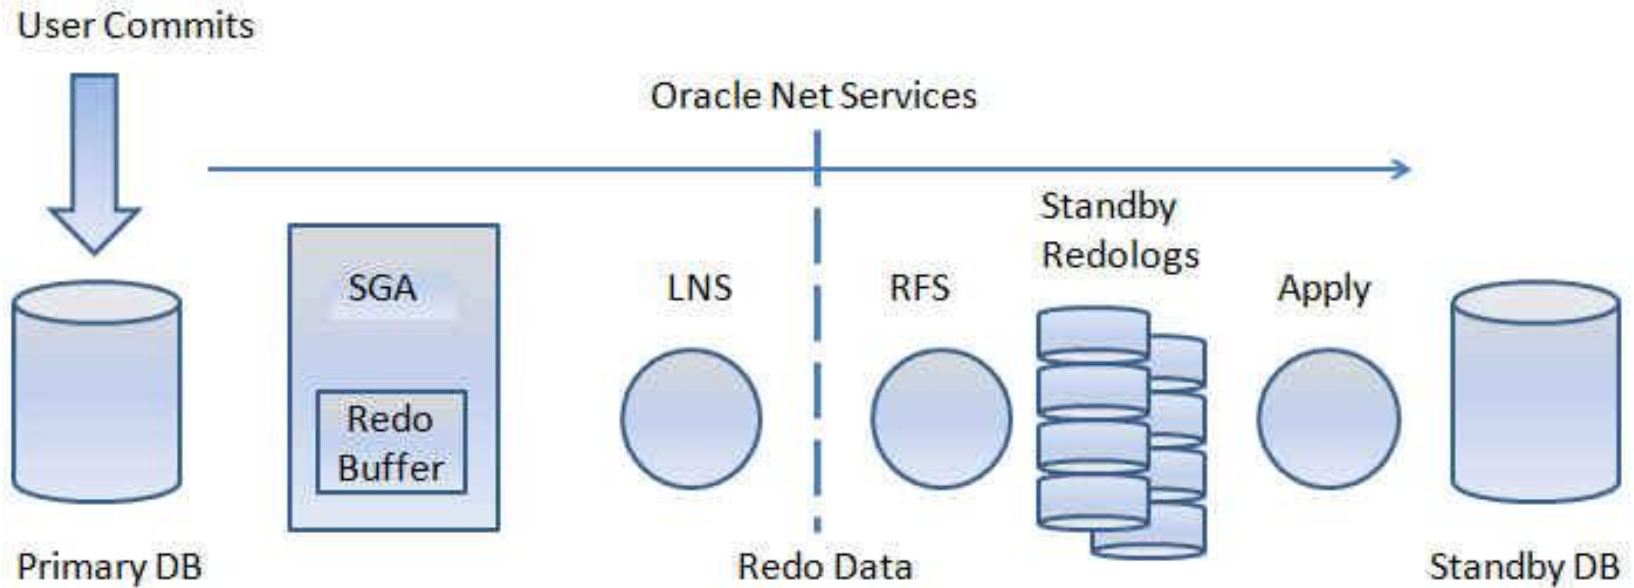 User Commits
Oracle Net Services
Standby
Redologs
SGA
LNS
RFS
Apply
Redo
Buffer
Primary DB
Redo Data
Standby DB